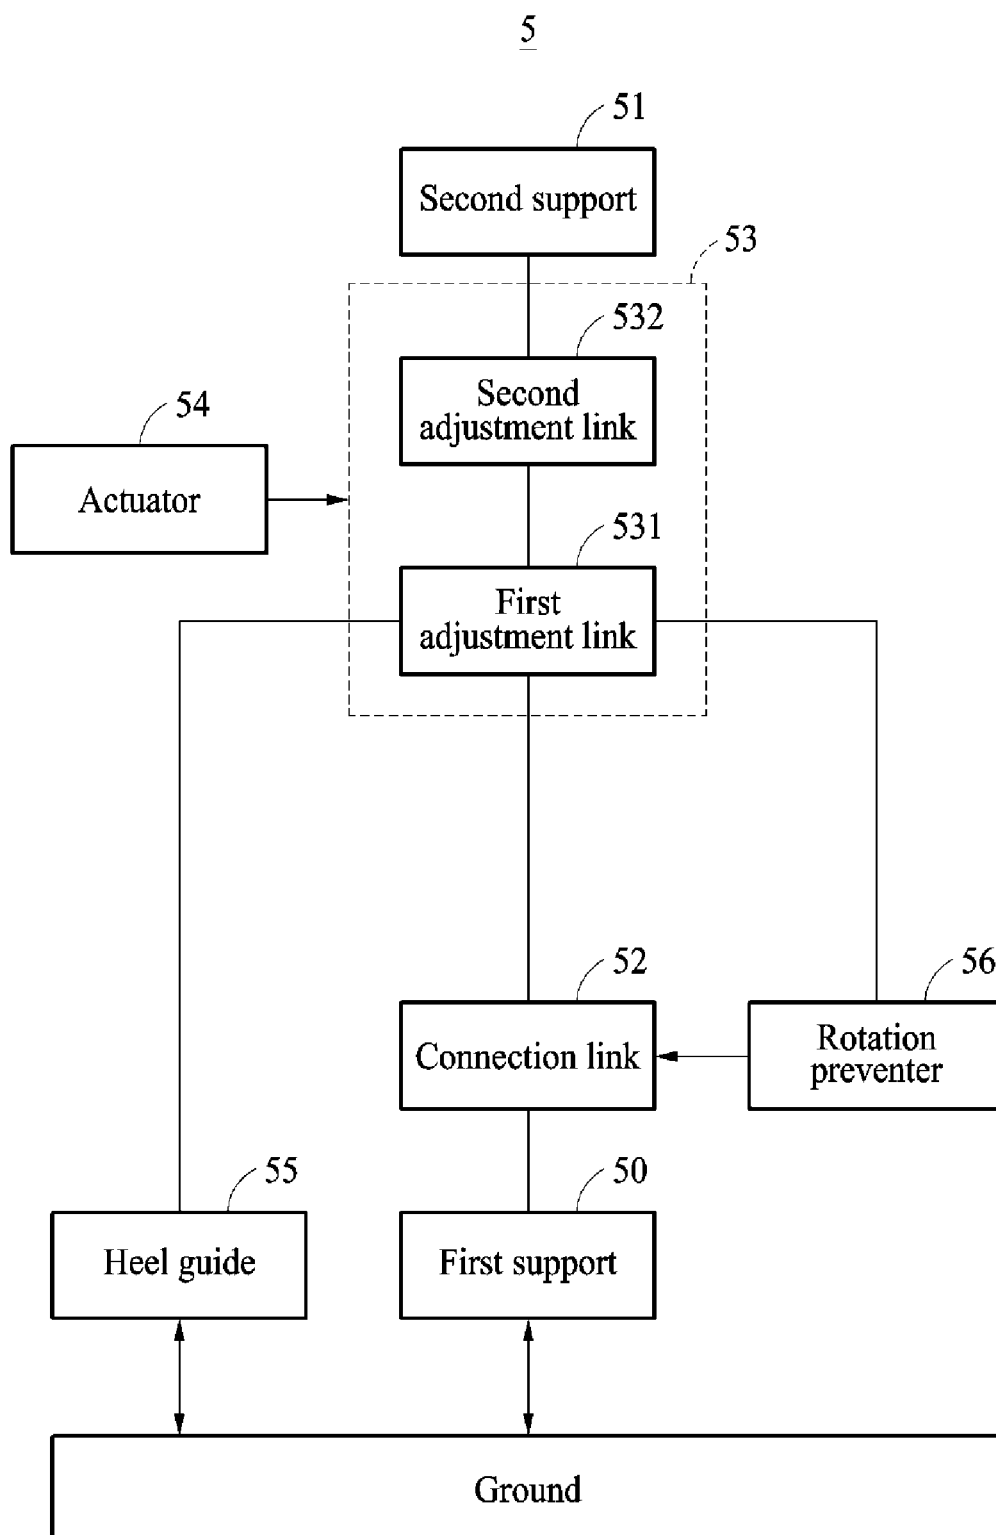 5
51
Second support
53
532
Second
adjustment link
54
Actuator
531
First
adjustment link
52
Connection link
56
Rotation
preventer
55
Heel guide
50
First support
Ground